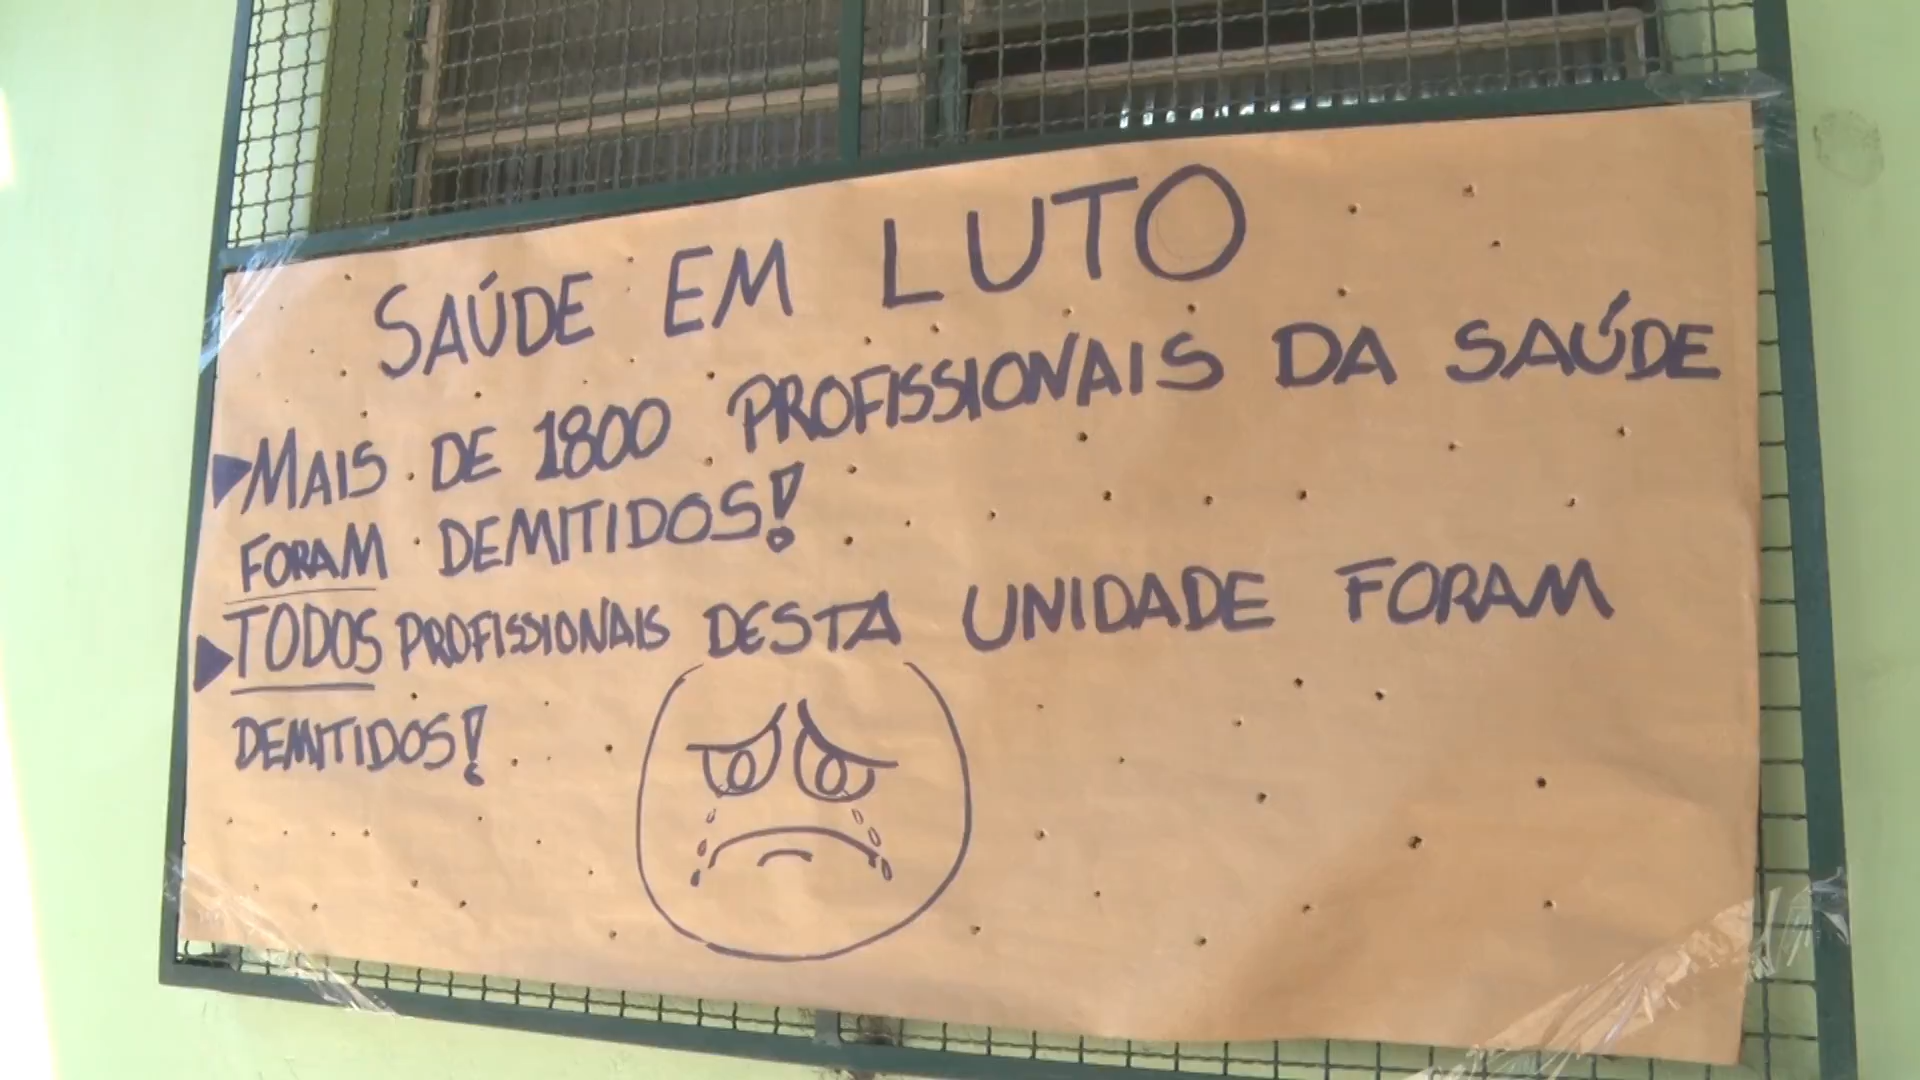 SAÚDE EM LUTO
MAIS DE 1800 PROFISSIONAIS DA SAÚDE
FORAM DEMITIDOS!
TODOS PROFISSIONAIS DESTA UNIDADE FORAM
DEMITIDOS!